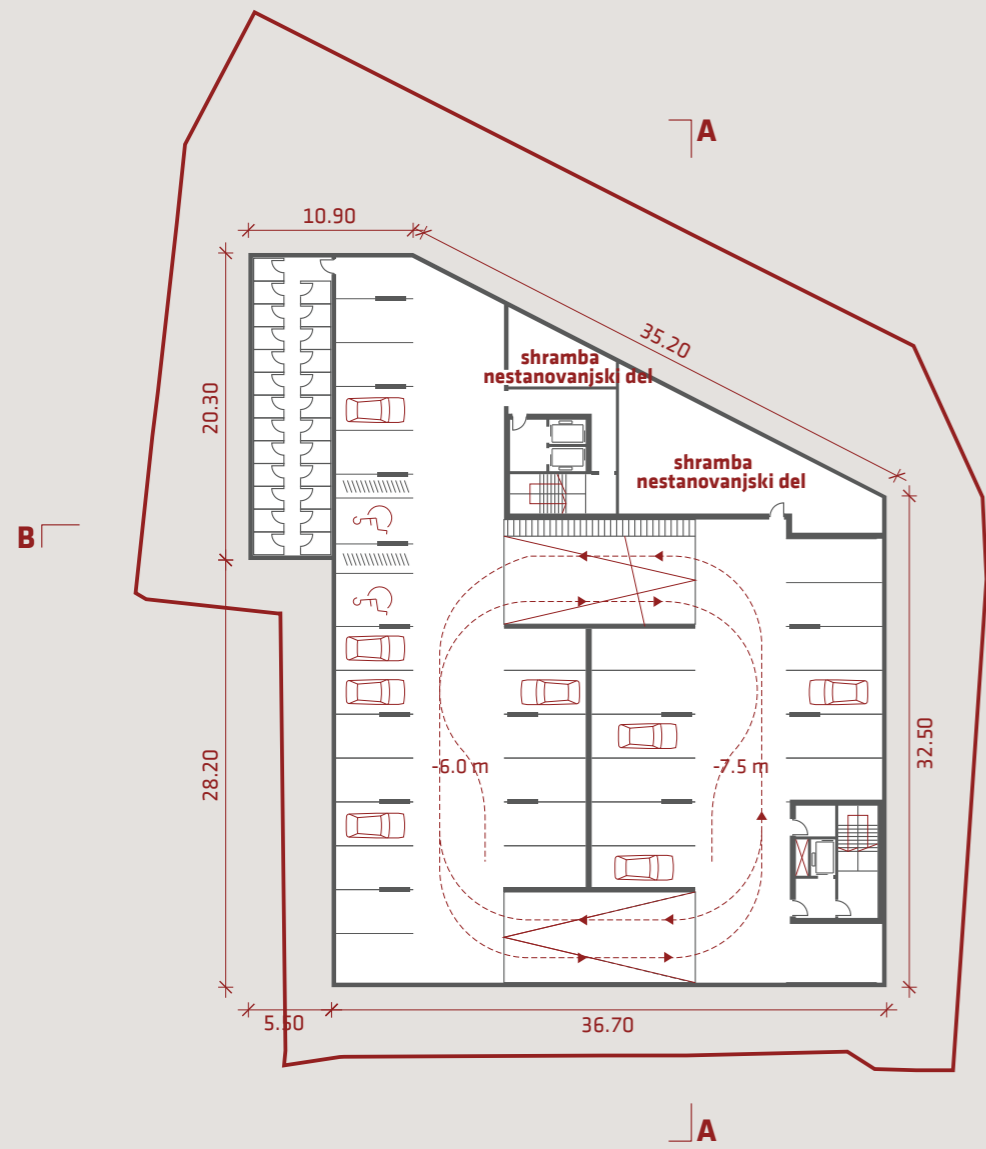 A
10.90
35.20
shramba
nestanovanjski del
20.30
shramba
nestanovanjski del
B
32.50
-6.0 m
-7.5 m
28.20
5.50
36.70
A